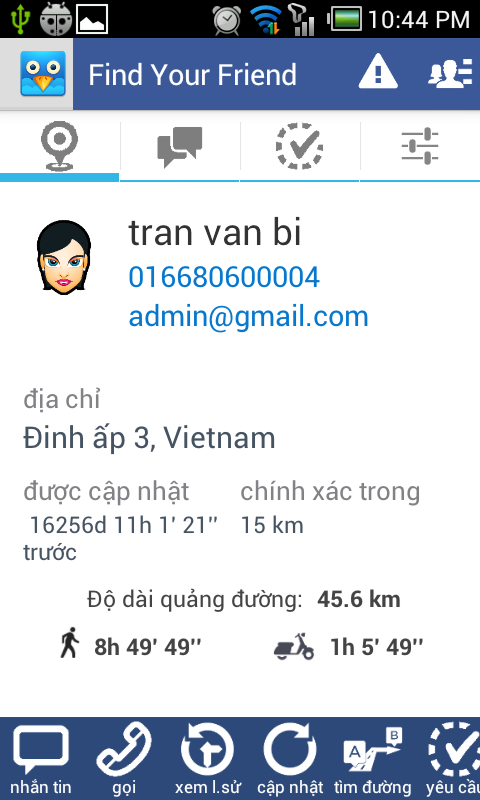 10:44 PM
Find Your Friend
tran van bi
016680600004
admin@gmail.com
địa chỉ
Đinh ấp 3, Vietnam
được cập nhật chính xác trong
16256d 11h 1' 21'' 15 km
trước
Độ dài quảng đường: 45.6 km
8h 49' 49'' 1h 5' 49''
A B
nhắn tin gọi xem l.sử cập nhật tìm đường yêu cầu